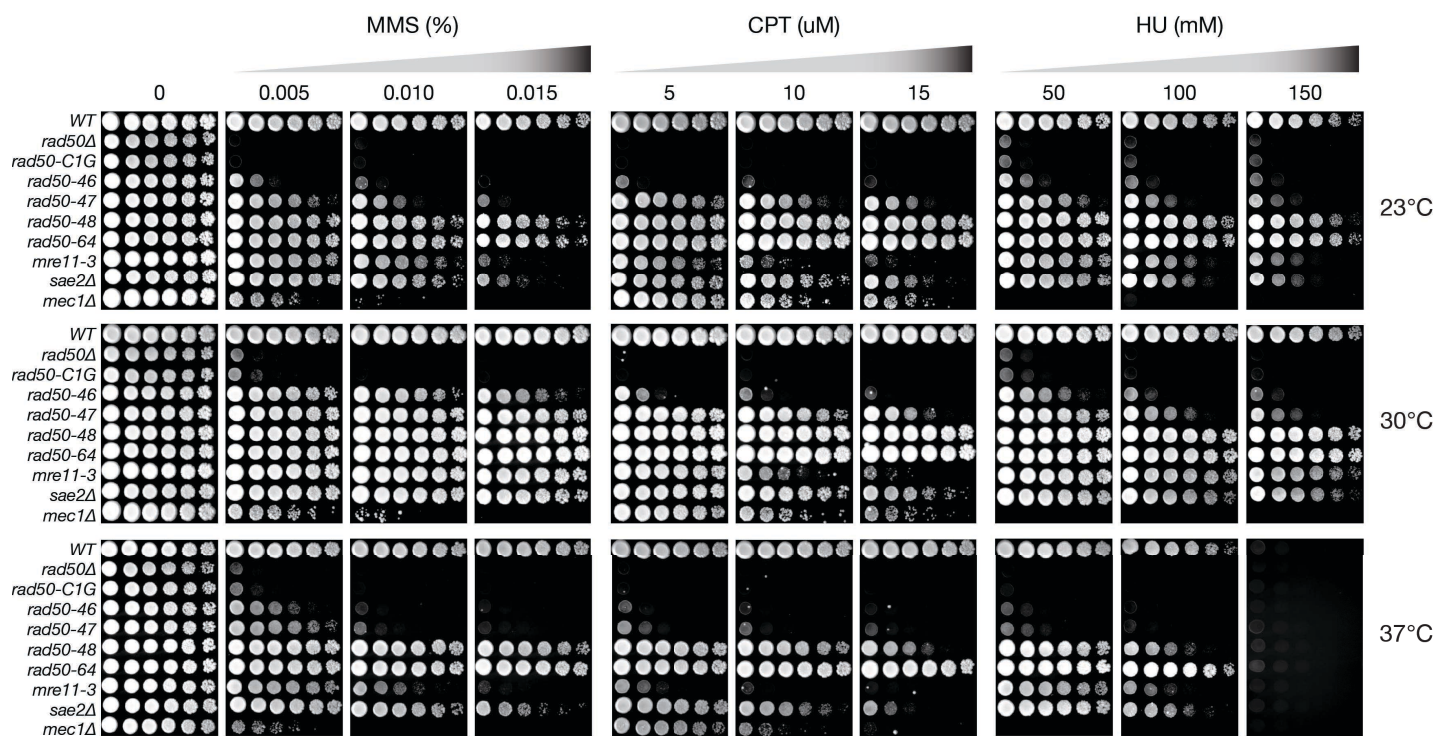 MMS (%) CPT (uM) HU (mM)
0 0.005 0.010 0.015 5 10 15 50 100 150
WT
rad50Δ
rad50-C1G
rad50-46
rad50-47
rad50-48
rad50-64
mre11-3
sae2Δ
mec1Δ
23°C
WT
rad50Δ
rad50-C1G
rad50-46
rad50-47
rad50-48
rad50-64
mre11-3
sae2Δ
mec1Δ
30°C
WT
rad50Δ
rad50-C1G
rad50-46
rad50-47
rad50-48
rad50-64
mre11-3
sae2Δ
mec1Δ
37°C